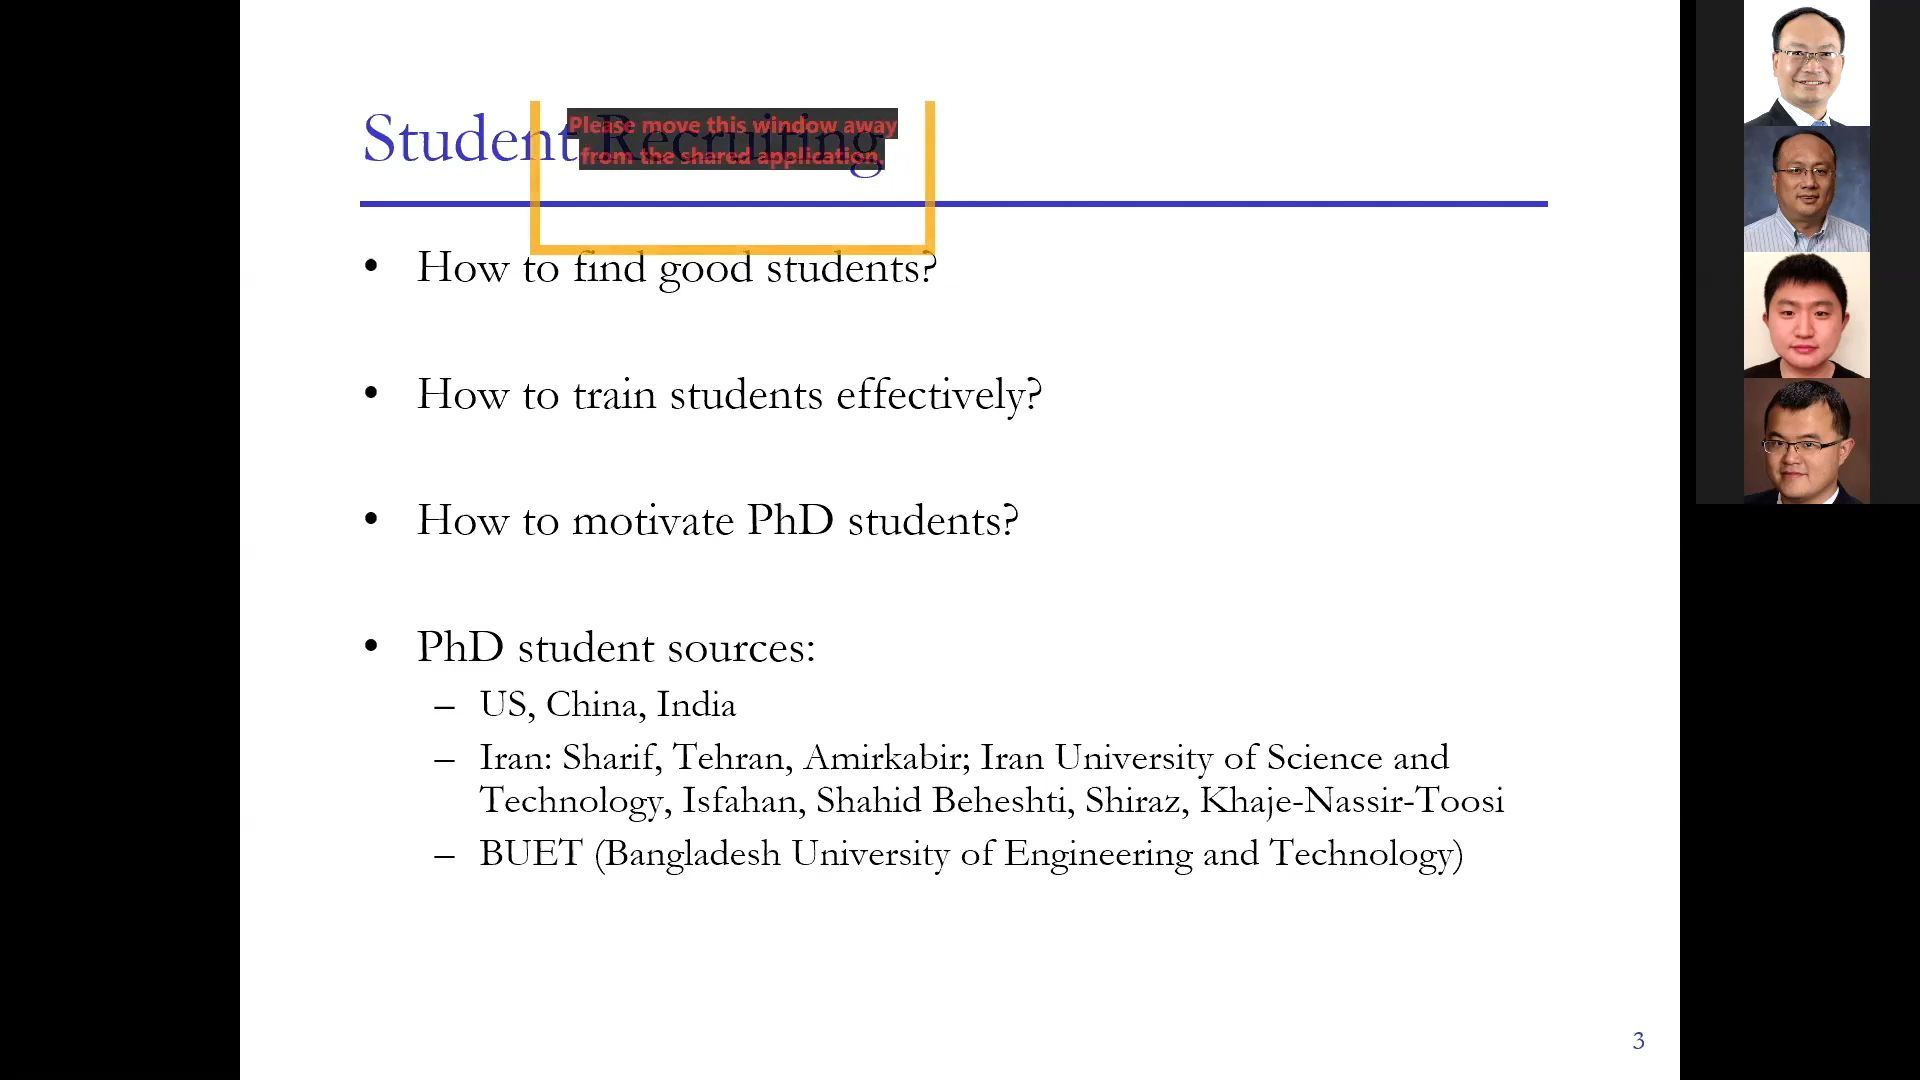 Student Recruiting
Please move this window away
from the shared application.
• How to find good students?
• How to train students effectively?
• How to motivate PhD students?
• PhD student sources:
– US, China, India
– Iran: Sharif, Tehran, Amirkabir; Iran University of Science and
Technology, Isfahan, Shahid Beheshti, Shiraz, Khaje-Nassir-Toosi
– BUET (Bangladesh University of Engineering and Technology)
3